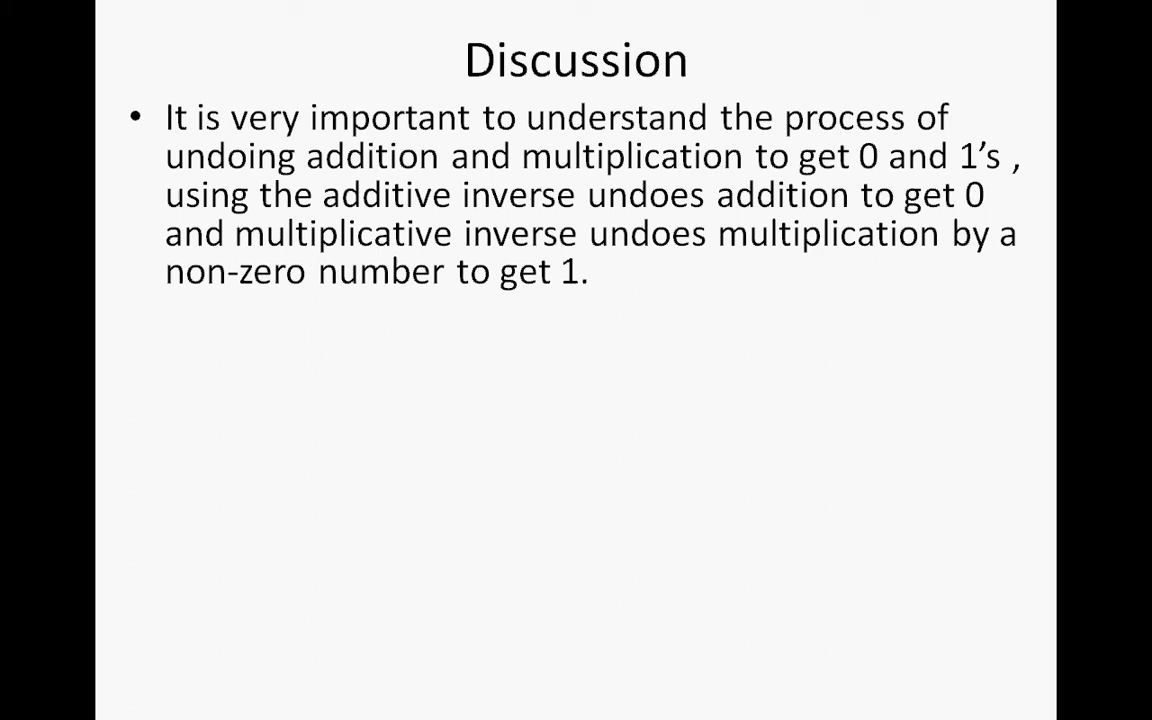 Discussion
• It is very important to understand the process of
undoing addition and multiplication to get 0 and 1’s ,
using the additive inverse undoes addition to get 0
and multiplicative inverse undoes multiplication by a
non-zero number to get 1.